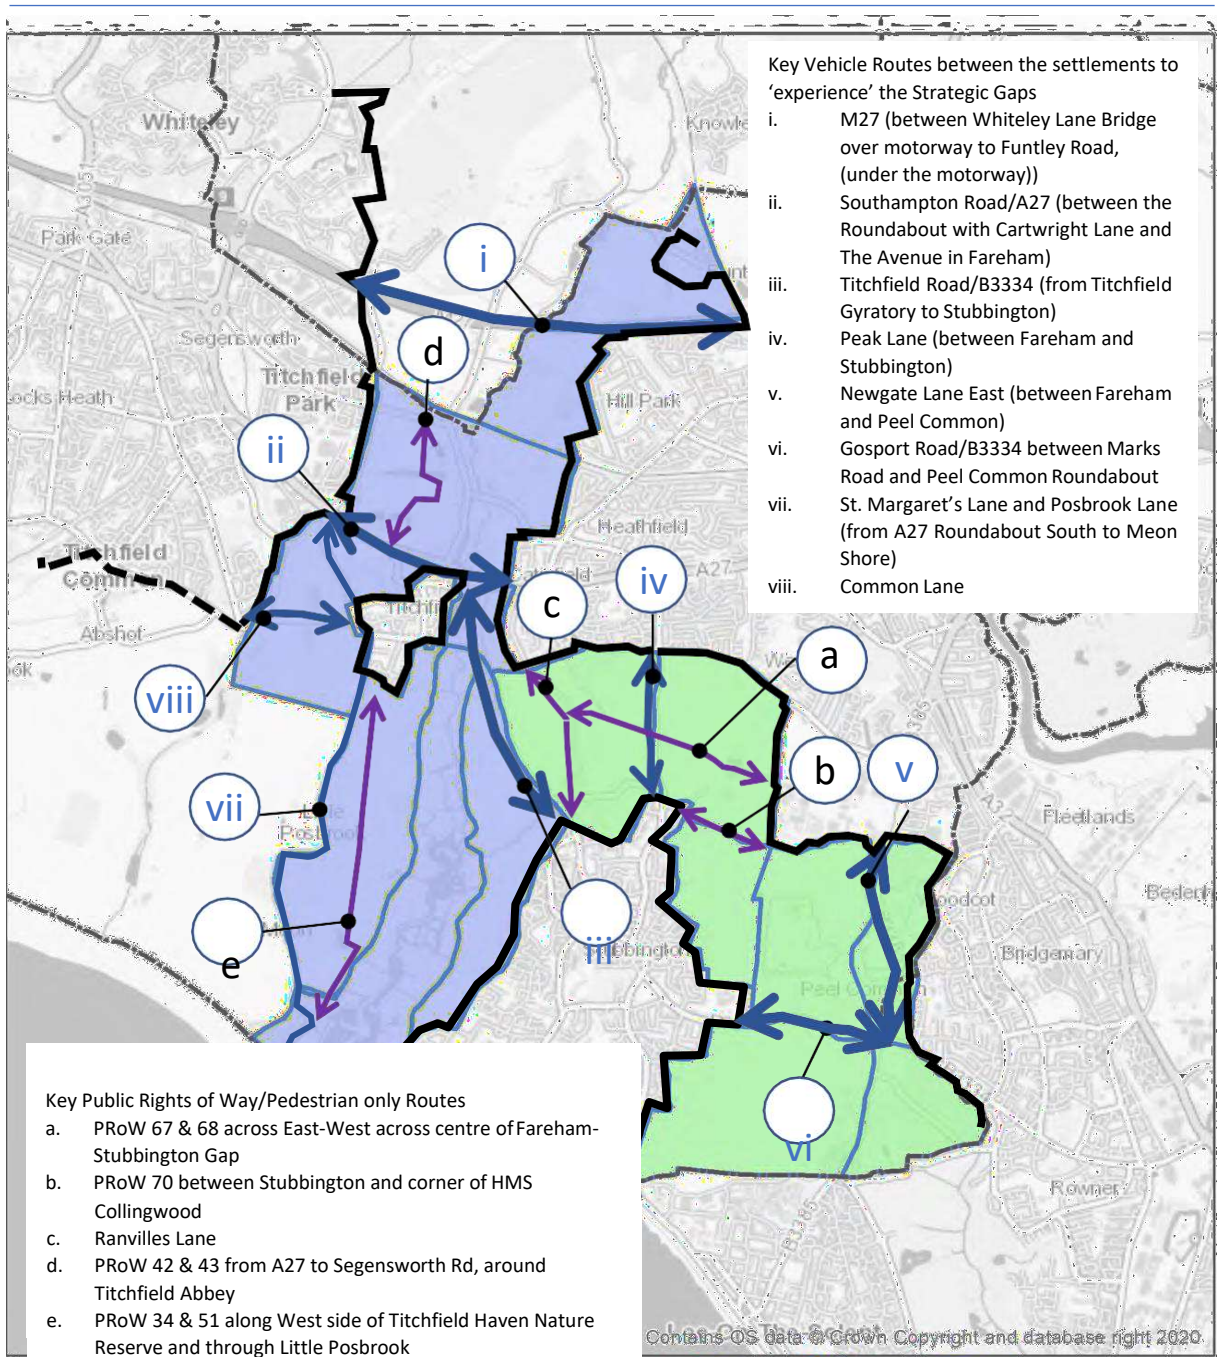 Key Vehicle Routes between the settlements to
‘experience’ the Strategic Gaps
i. M27 (between Whiteley Lane Bridge
over motorway to Funtley Road,
(under the motorway))
ii. Southampton Road/A27 (between the
Roundabout with Cartwright Lane and
The Avenue in Fareham)
iii. Titchfield Road/B3334 (from Titchfield
Gyratory to Stubbington)
iv. Peak Lane (between Fareham and
Stubbington)
v. Newgate Lane East (between Fareham
and Peel Common)
vi. Gosport Road/B3334 between Marks
Road and Peel Common Roundabout
vii. St. Margaret’s Lane and Posbrook Lane
(from A27 Roundabout South to Meon
Shore)
viii. Common Lane
Whiteley
A3051
Park Gate
Segensworth
Titchfield
Park
Locks Heath
Hill Park
Heathfield
A27
Titchfield
Common
Abshot
Fleetlands
Bridgemary
Peel Common
Stubbington
Rowner
B3385
i
d
ii
iv
c
a
viii
b
v
vii
iii
e
vi
Key Public Rights of Way/Pedestrian only Routes
a. PRoW 67 & 68 across East-West across centre of Fareham-
Stubbington Gap
b. PRoW 70 between Stubbington and corner of HMS
Collingwood
c. Ranvilles Lane
d. PRoW 42 & 43 from A27 to Segensworth Rd, around
Titchfield Abbey
e. PRoW 34 & 51 along West side of Titchfield Haven Nature
Reserve and through Little Posbrook
Contains OS data © Crown Copyright and database right 2020